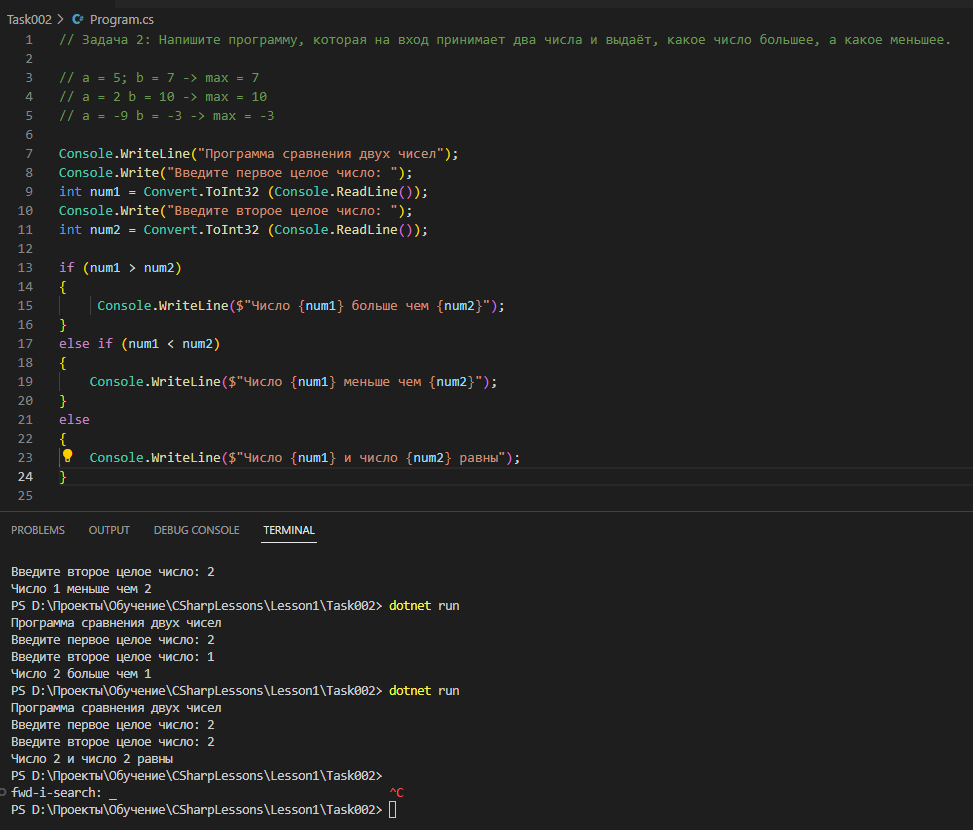 Task002 > C# Program.cs
1 // Задача 2: Напишите программу, которая на вход принимает два числа и выдаёт, какое число большее, а какое меньшее.
2
3 // a = 5; b = 7 -> max = 7
4 // a = 2 b = 10 -> max = 10
5 // a = -9 b = -3 -> max = -3
6
7 Console.WriteLine("Программа сравнения двух чисел");
8 Console.Write("Введите первое целое число: ");
9 int num1 = Convert.ToInt32 (Console.ReadLine());
10 Console.Write("Введите второе целое число: ");
11 int num2 = Convert.ToInt32 (Console.ReadLine());
12
13 if (num1 > num2)
14 {
15      Console.WriteLine($"Число {num1} больше чем {num2}");
16 }
17 else if (num1 < num2)
18 {
19     Console.WriteLine($"Число {num1} меньше чем {num2}");
20 }
21 else
22 {
23     Console.WriteLine($"Число {num1} и число {num2} равны");
24 }
25
PROBLEMS OUTPUT DEBUG CONSOLE TERMINAL
Введите второе целое число: 2
Число 1 меньше чем 2
PS D:\Проекты\Обучение\CSharpLessons\Lesson1\Task002> dotnet run
Программа сравнения двух чисел
Введите первое целое число: 2
Введите второе целое число: 1
Число 2 больше чем 1
PS D:\Проекты\Обучение\CSharpLessons\Lesson1\Task002> dotnet run
Программа сравнения двух чисел
Введите первое целое число: 2
Введите второе целое число: 2
Число 2 и число 2 равны
PS D:\Проекты\Обучение\CSharpLessons\Lesson1\Task002>
fwd-i-search: _ ^C
PS D:\Проекты\Обучение\CSharpLessons\Lesson1\Task002>